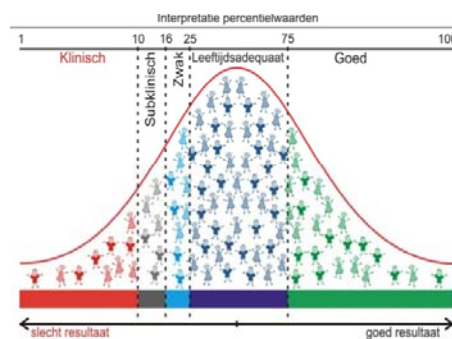 Interpretatie percentielwaarden
1 10 16 25 75 100
Klinisch Subklinisch Zwak Leeftijdsadequaat Goed
slecht resultaat goed resultaat